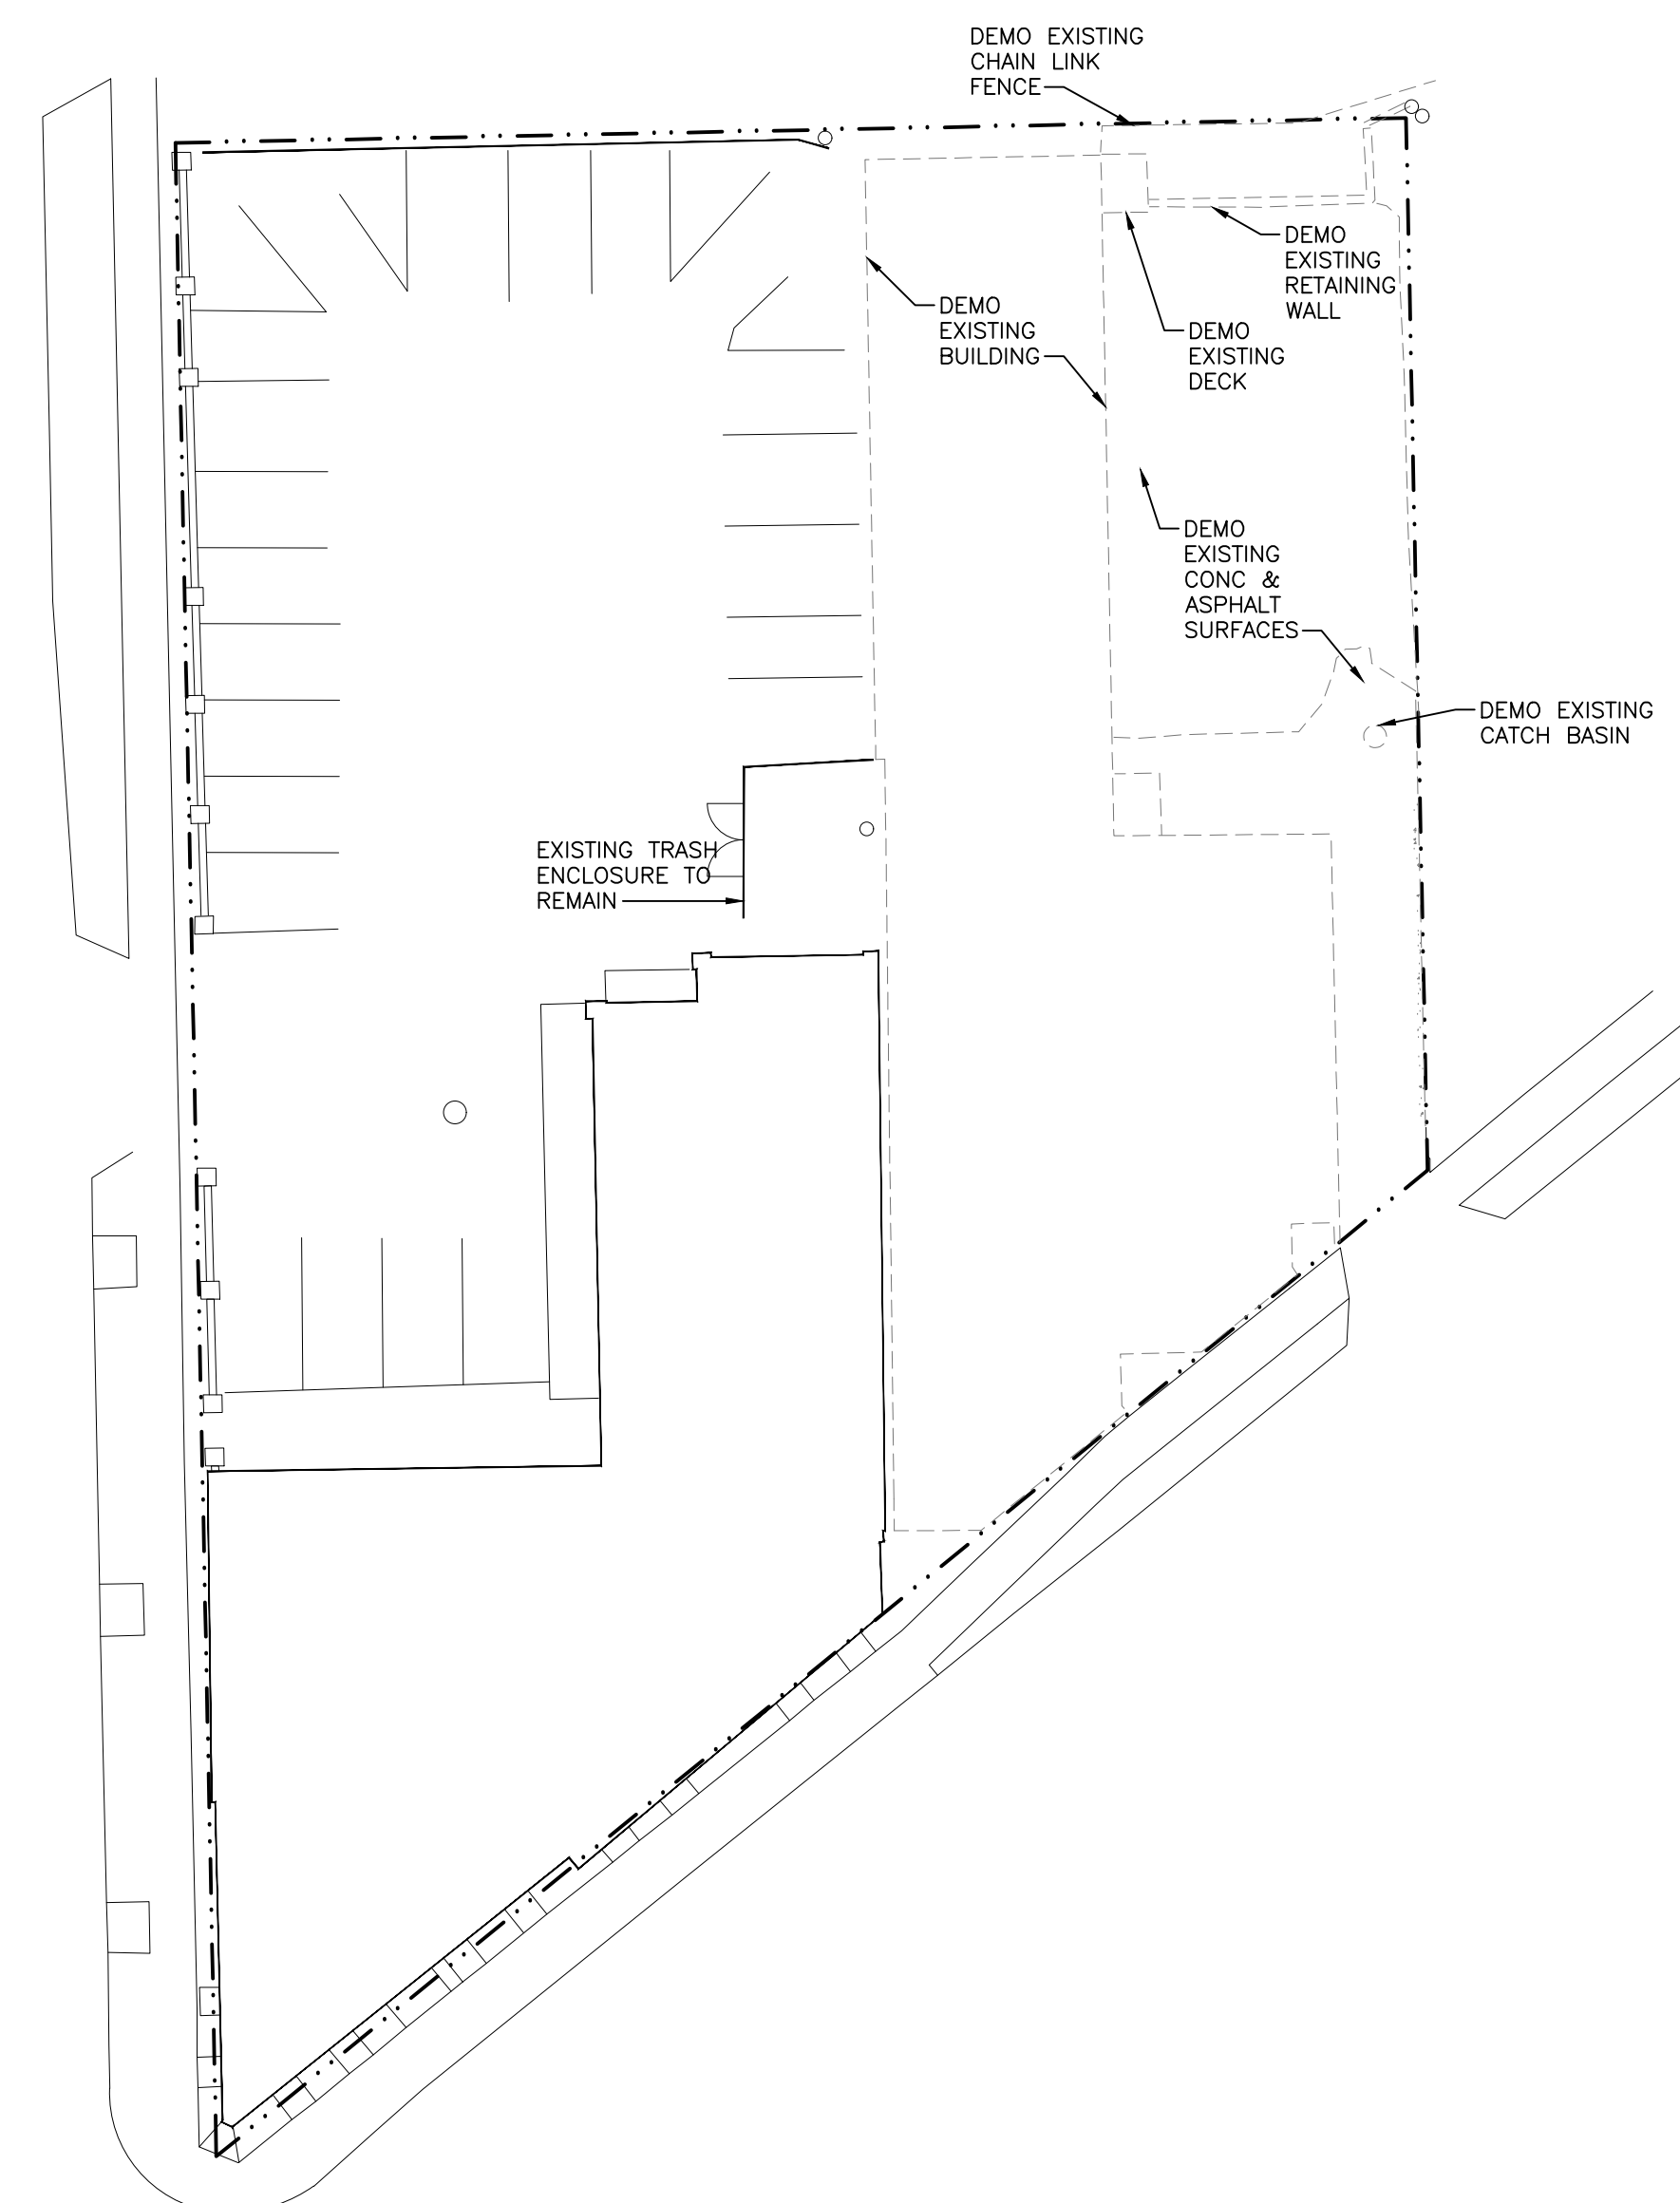 DEMO EXISTING
CHAIN LINK
FENCE
DEMO
EXISTING
RETAINING
WALL
DEMO
EXISTING
BUILDING
DEMO
EXISTING
DECK
DEMO
EXISTING
CONC &
ASPHALT
SURFACES
DEMO EXISTING
CATCH BASIN
EXISTING TRASH
ENCLOSURE TO
REMAIN